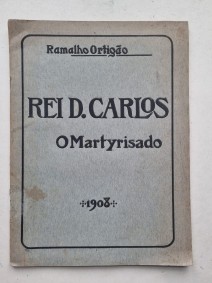 Ramalho Ortigão
REI D. CARLOS
O Martyrisado
1908